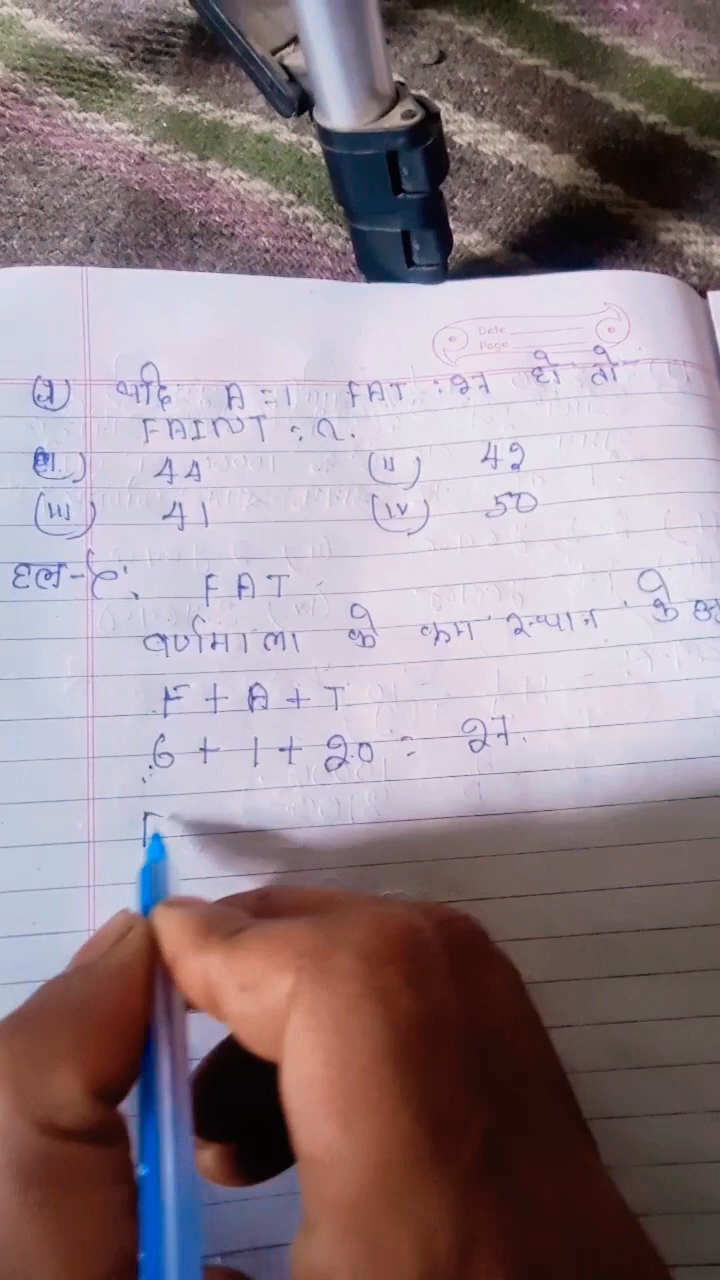 Date
Page
प्र) यदि A = 1 FAT = 27 हो तो
FAINT = ?.
(i) 44 (ii) 42
(iii) 41 (iv) 50
हल-ः FAT
वर्णमाला के क्रम स्थान के
F + A + T
6 + 1 + 20 = 27.